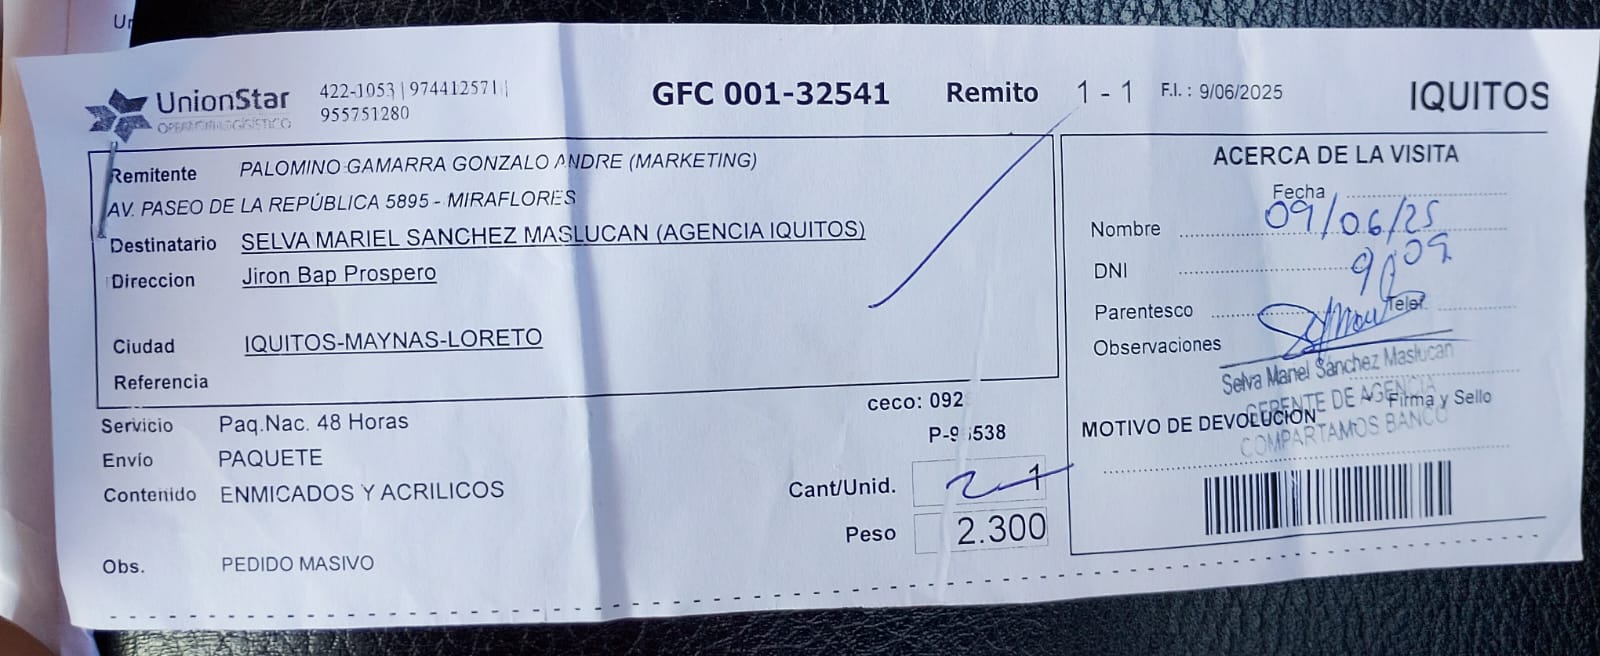 UnionStar
OPERADOR LOGÍSTICO
422-1053 | 974412571 |
955751280
GFC 001-32541 Remito 1 - 1 F.I. : 9/06/2025 IQUITOS
Remitente PALOMINO GAMARRA GONZALO ANDRE (MARKETING)
AV. PASEO DE LA REPÚBLICA 5895 - MIRAFLORES
Destinatario SELVA MARIEL SANCHEZ MASLUCAN (AGENCIA IQUITOS)
Direccion Jiron Bap Prospero
Ciudad IQUITOS-MAYNAS-LORETO
Referencia
Servicio Paq.Nac. 48 Horas
Envío PAQUETE
Contenido ENMICADOS Y ACRILICOS
Obs. PEDIDO MASIVO
ceco: 092
Cant/Unid. 2 1
Peso 2.300
ACERCA DE LA VISITA
Fecha
09/06/25
Nombre
DNI
Parentesco Telef.
Observaciones
Selva Mariel Sánchez Maslucan
GERENTE DE AGENCIA
Firma y Sello
MOTIVO DE DEVOLUCIÓN
COMPARTAMOS BANCO